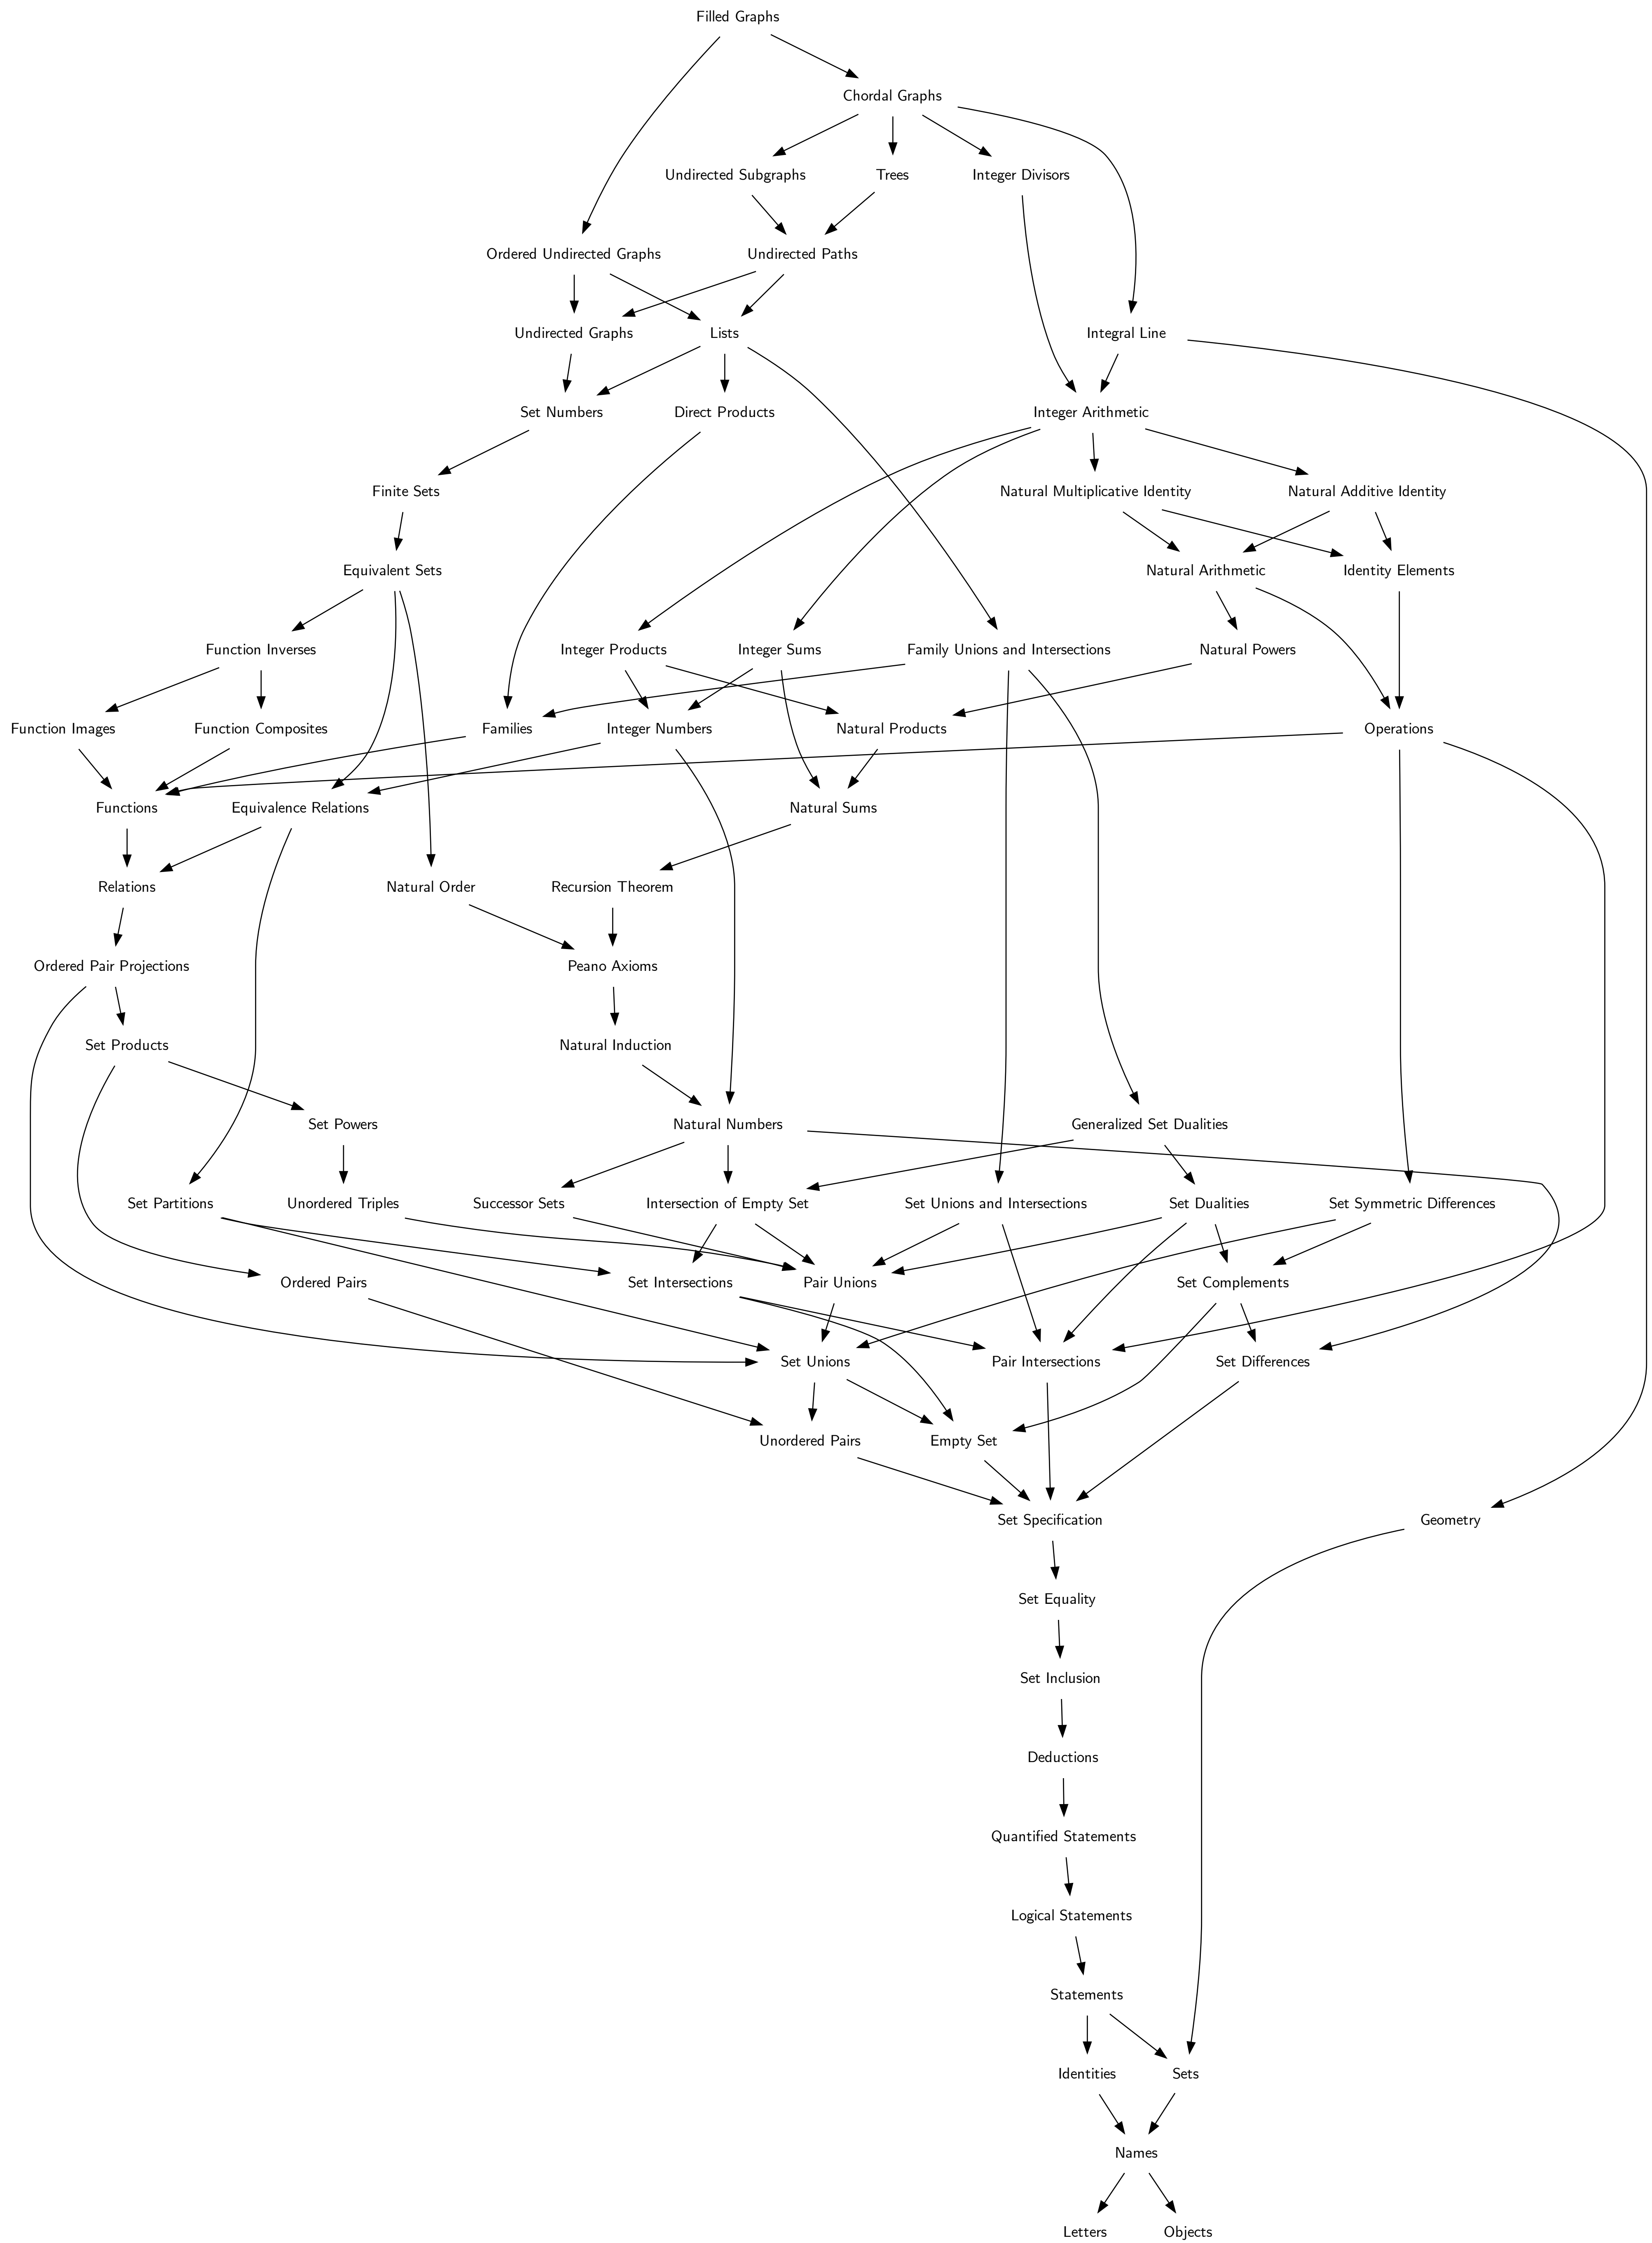 Filled Graphs
Chordal Graphs
Undirected Subgraphs
Trees
Integer Divisors
Ordered Undirected Graphs
Undirected Paths
Undirected Graphs
Lists
Integral Line
Set Numbers
Direct Products
Integer Arithmetic
Finite Sets
Natural Multiplicative Identity
Natural Additive Identity
Equivalent Sets
Natural Arithmetic
Identity Elements
Function Inverses
Integer Products
Integer Sums
Family Unions and Intersections
Natural Powers
Function Images
Function Composites
Families
Integer Numbers
Natural Products
Operations
Functions
Equivalence Relations
Natural Sums
Relations
Natural Order
Recursion Theorem
Ordered Pair Projections
Peano Axioms
Set Products
Natural Induction
Set Powers
Natural Numbers
Generalized Set Dualities
Set Partitions
Unordered Triples
Successor Sets
Intersection of Empty Set
Set Unions and Intersections
Set Dualities
Set Symmetric Differences
Ordered Pairs
Set Intersections
Pair Unions
Set Complements
Set Unions
Pair Intersections
Set Differences
Unordered Pairs
Empty Set
Set Specification
Geometry
Set Equality
Set Inclusion
Deductions
Quantified Statements
Logical Statements
Statements
Identities
Sets
Names
Letters
Objects